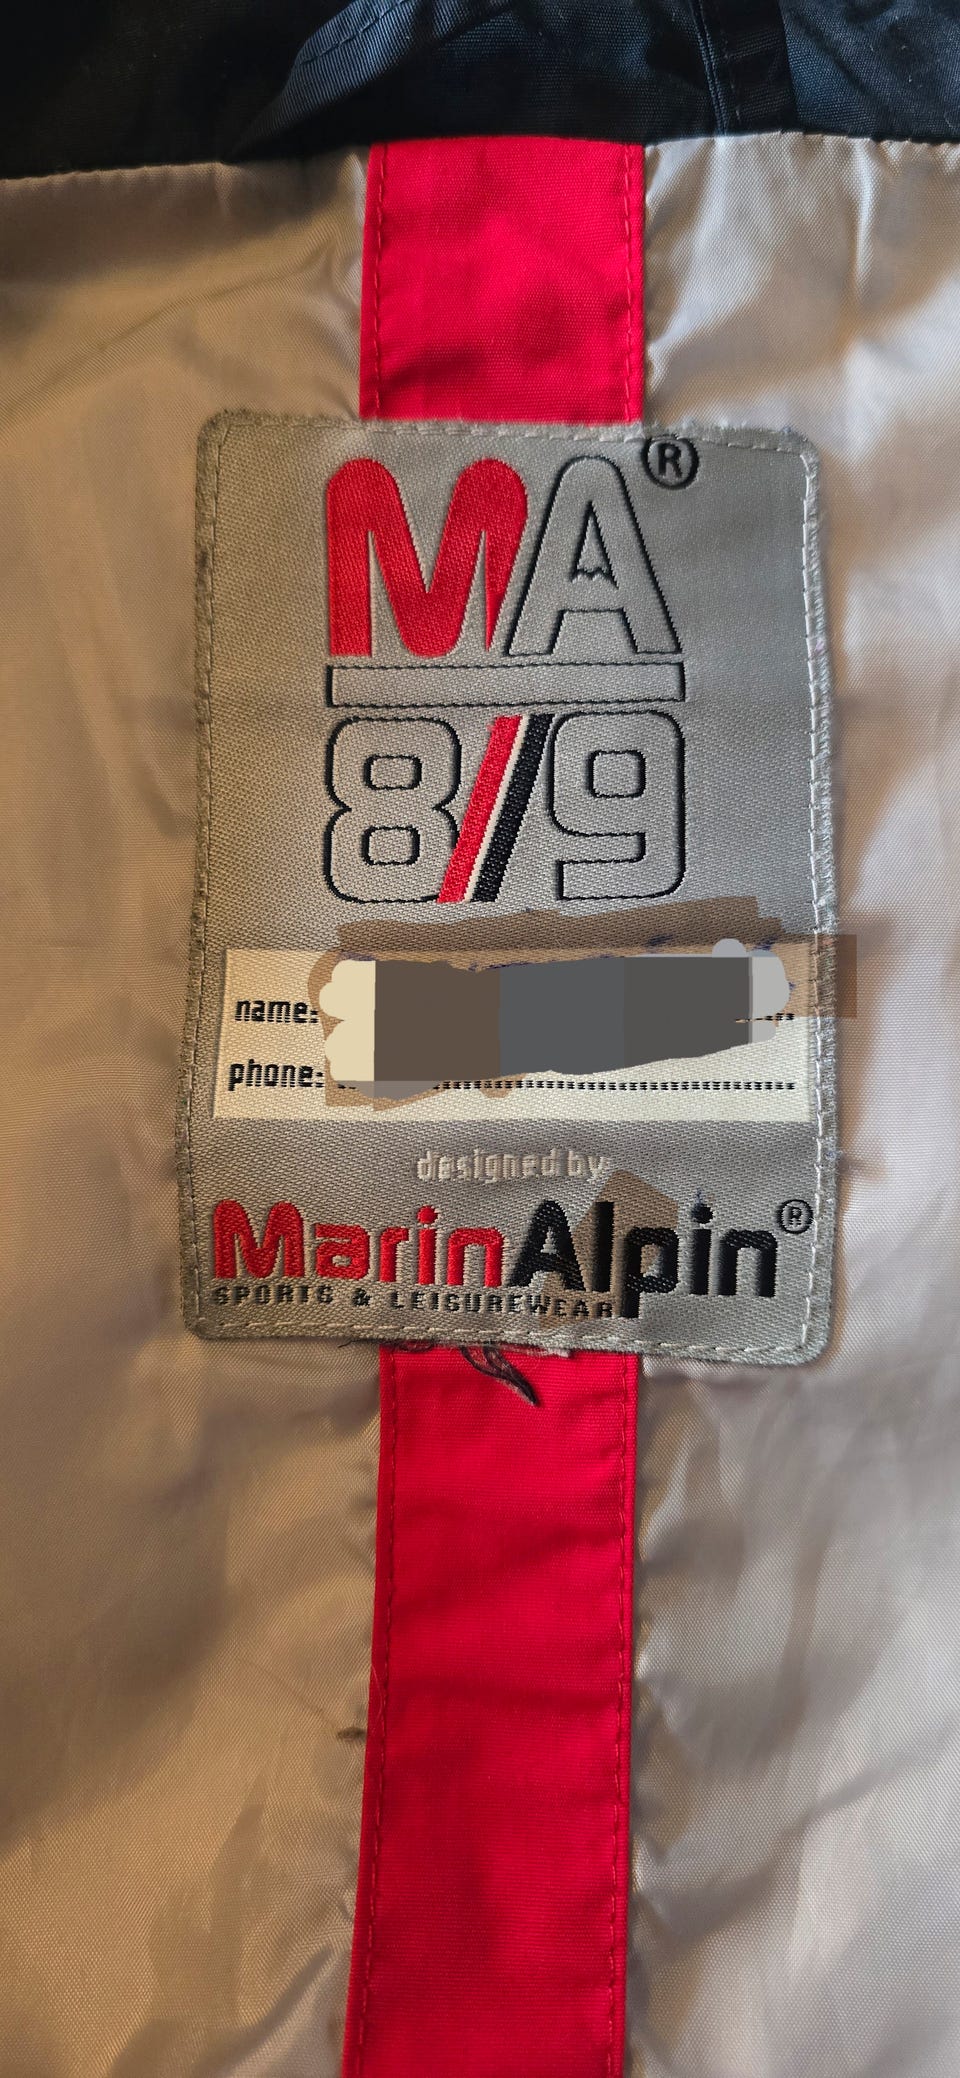 MA®
8/9
name:
phone:
designed by
MarinAlpin®
SPORTS & LEISUREWEAR